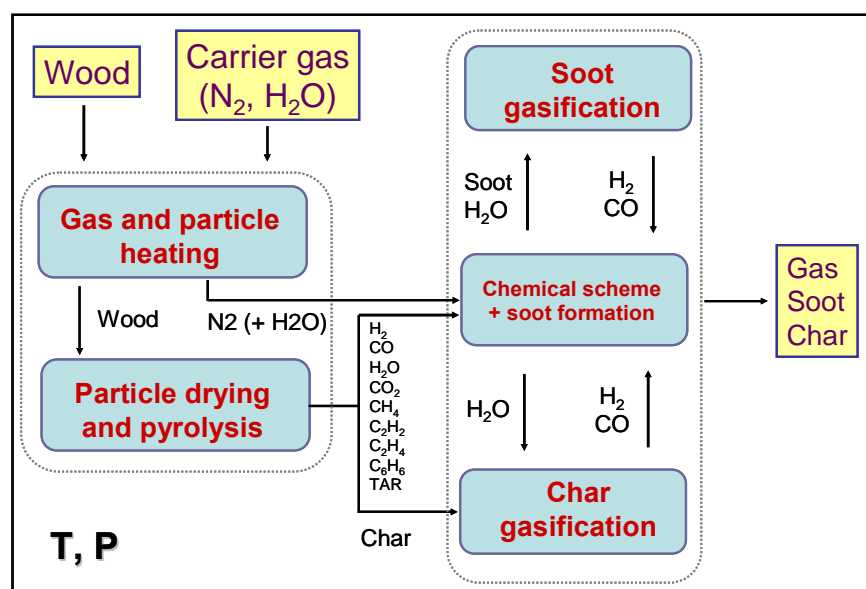 Wood
Carrier gas
(N₂, H₂O)
Gas and particle
heating
Wood
N2 (+ H2O)
Particle drying
and pyrolysis
H₂
CO
H₂O
CO₂
CH₄
C₂H₂
C₂H₄
C₆H₆
TAR
Char
T, P
Soot
gasification
Soot
H₂O
H₂
CO
Chemical scheme
+ soot formation
H₂O
H₂
CO
Char
gasification
Gas
Soot
Char